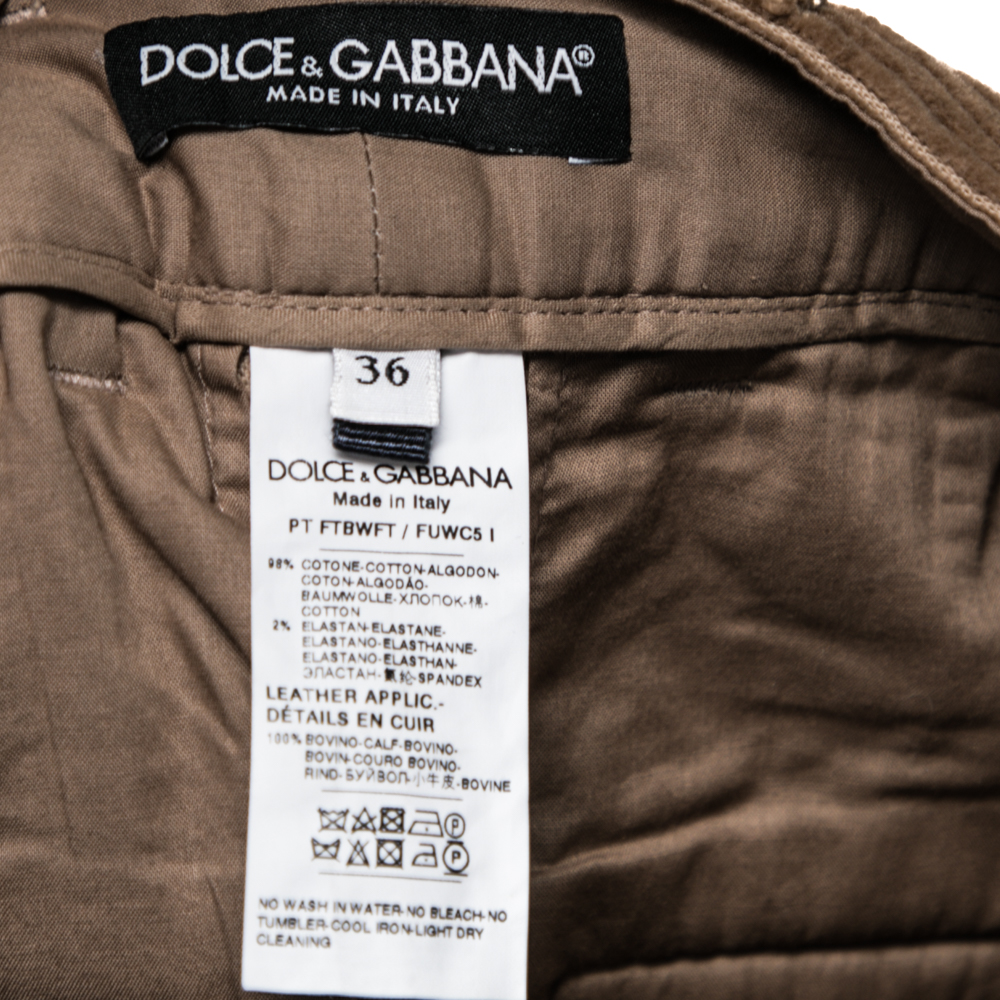 DOLCE & GABBANA®
MADE IN ITALY
36
DOLCE & GABBANA
Made in Italy
PT FTBWFT / FUWC5 I
98% COTONE-COTTON-ALGODON-
COTON-ALGODÃO-
BAUMWOLLE-ХЛОПОК-棉-
COTTON
2% ELASTAN-ELASTANE-
ELASTANO-ELASTHANNE-
ELASTANO-ELASTHAN-
ЭЛАСТАН-氨纶-SPANDEX
LEATHER APPLIC.-
DÉTAILS EN CUIR
100% BOVINO-CALF-BOVINO-
BOVIN-COURO BOVINO-
RIND-БУЙВОЛ-小牛皮-BOVINE
P
P
NO WASH IN WATER-NO BLEACH-NO
TUMBLER-COOL IRON-LIGHT DRY
CLEANING